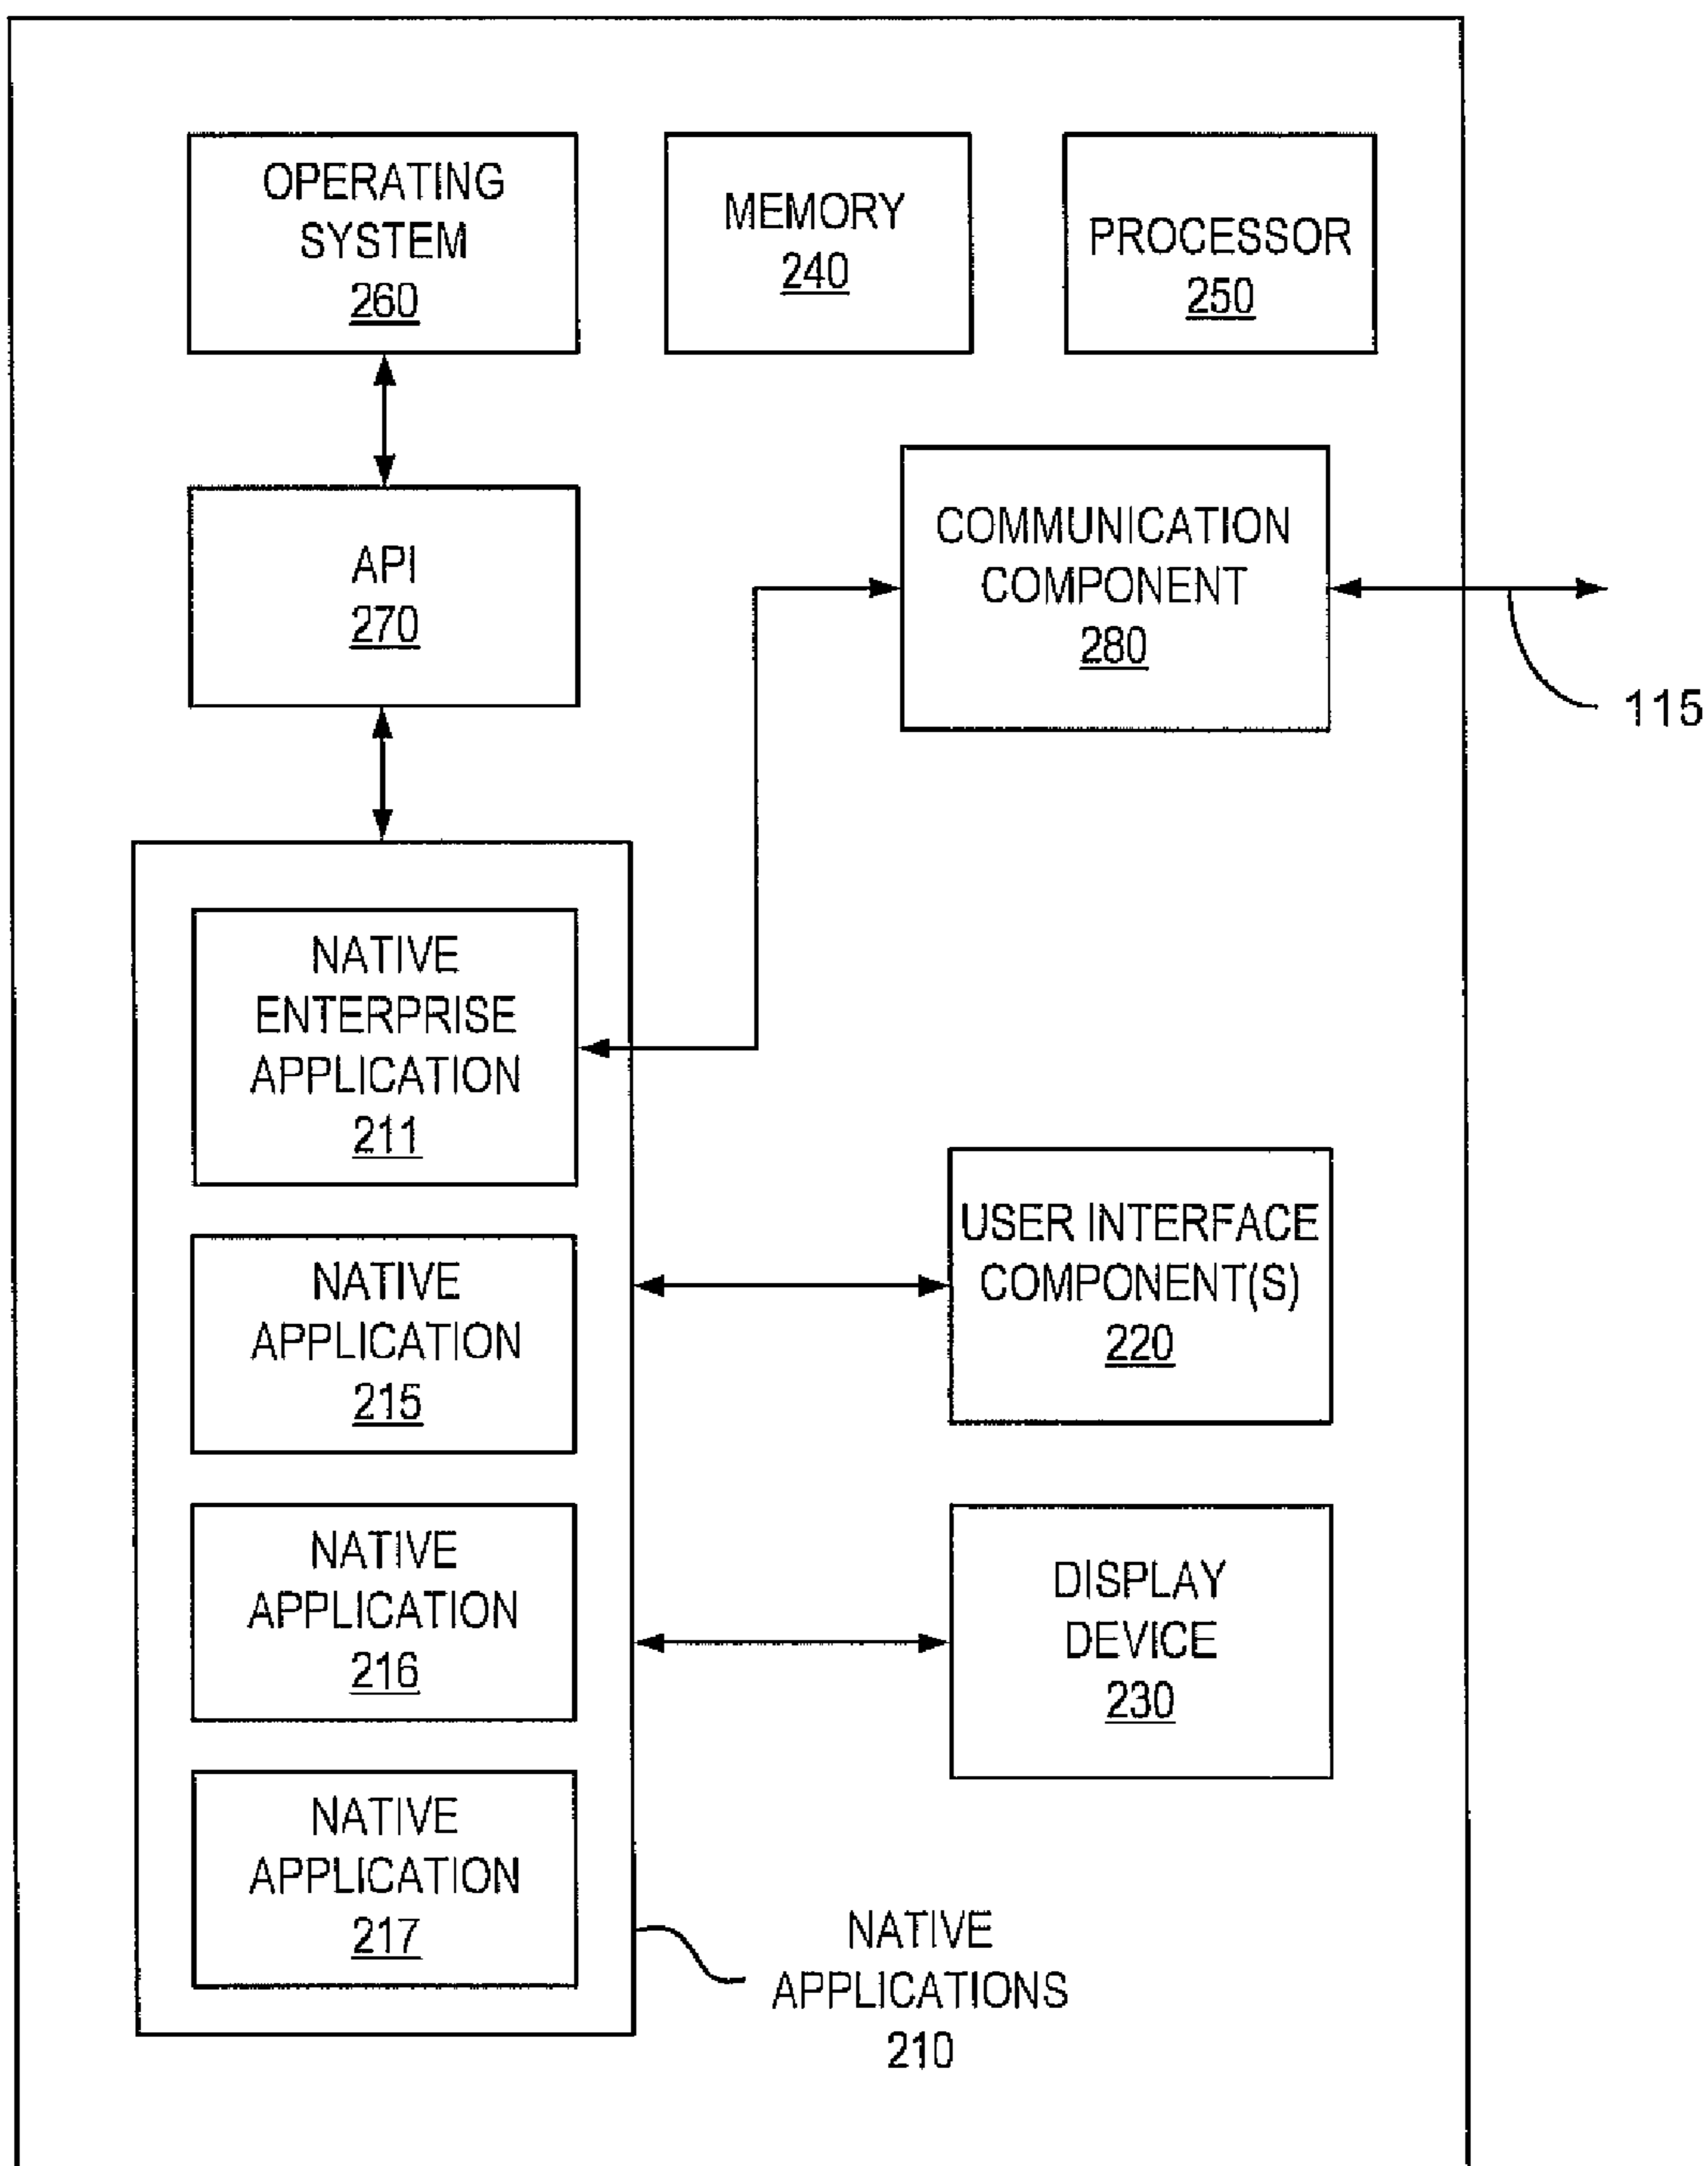 OPERATING
SYSTEM
260
MEMORY
240
PROCESSOR
250
API
270
COMMUNICATION
COMPONENT
280
115
NATIVE
ENTERPRISE
APPLICATION
211
NATIVE
APPLICATION
215
USER INTERFACE
COMPONENT(S)
220
NATIVE
APPLICATION
216
DISPLAY
DEVICE
230
NATIVE
APPLICATION
217
NATIVE
APPLICATIONS
210